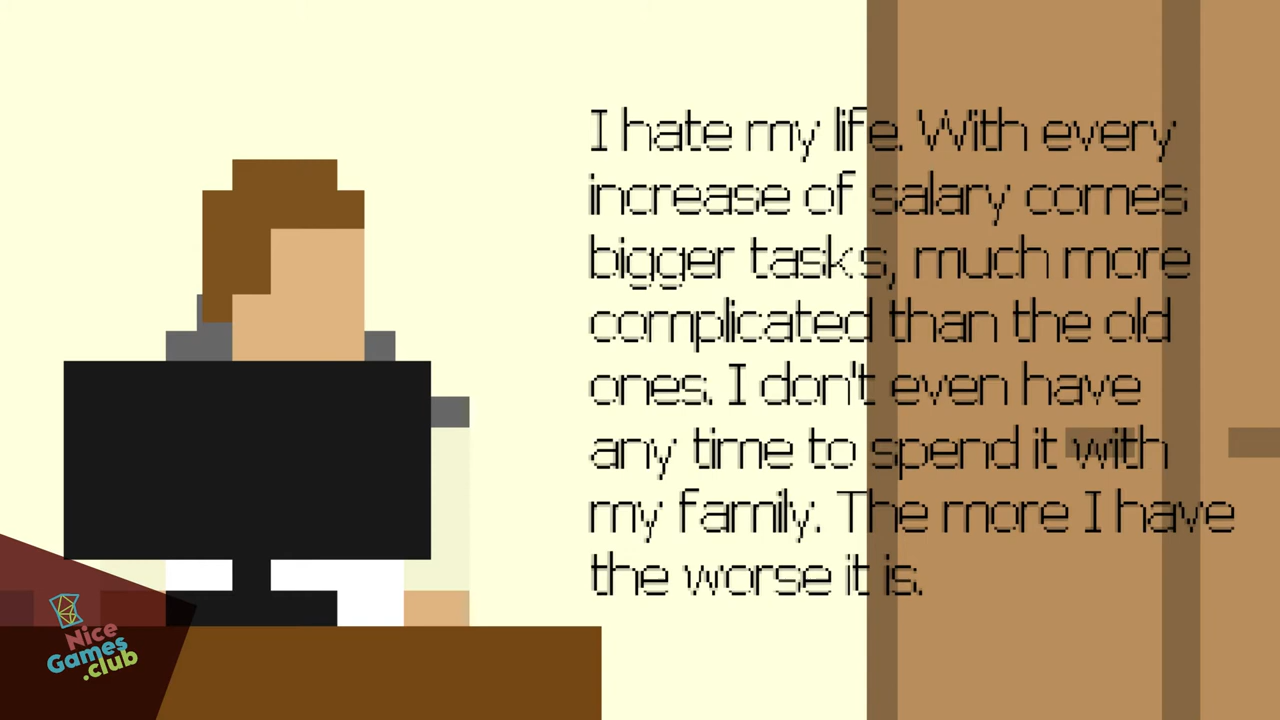 I hate my life. With every
increase of salary comes
bigger tasks, much more
complicated than the old
ones. I don't even have
any time to spend it with
my family. The more I have
the worse it is.
Nice
Games
.club